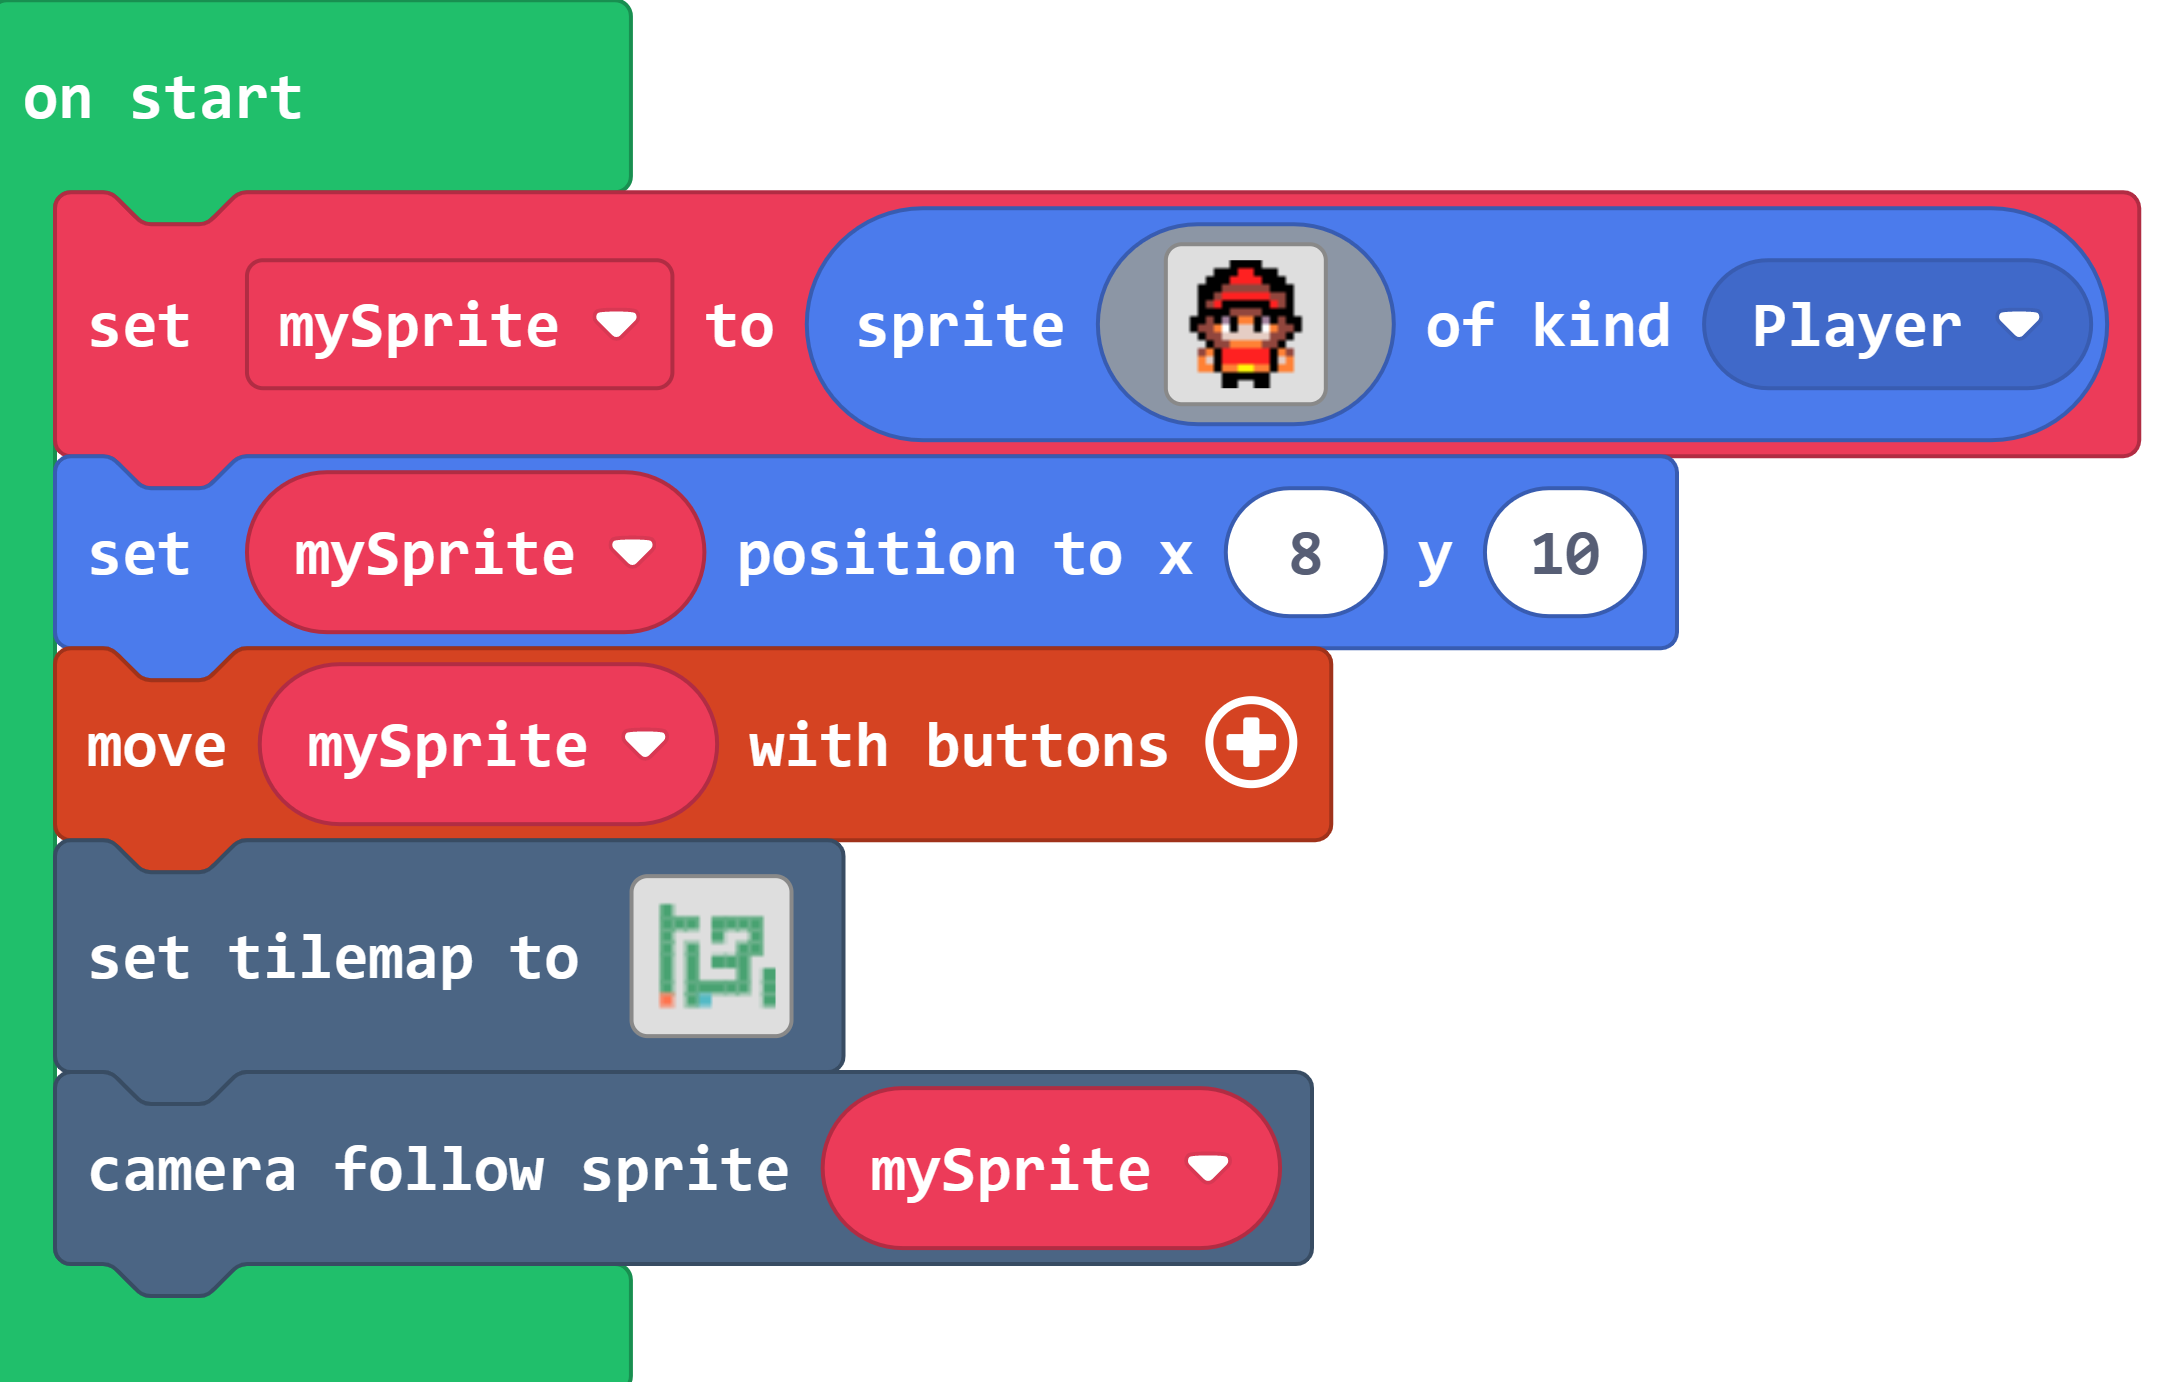 on start
set mySprite to sprite of kind Player
set mySprite position to x 8 y 10
move mySprite with buttons
set tilemap to
camera follow sprite mySprite